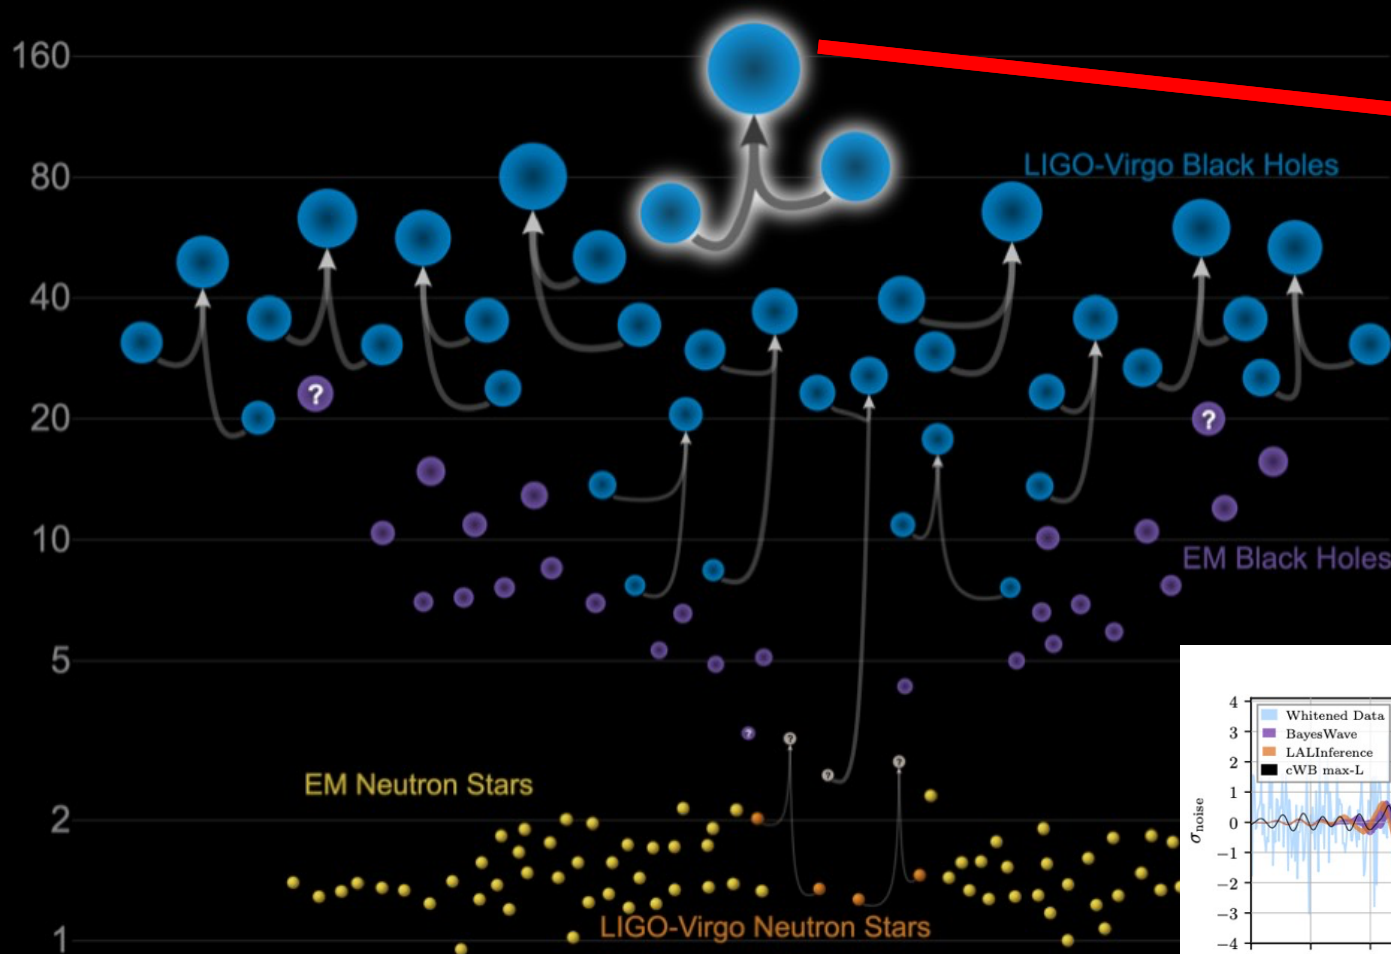 160
80
40
20
10
5
2
1
LIGO-Virgo Black Holes
?
?
EM Black Holes
?
?
?
?
EM Neutron Stars
LIGO-Virgo Neutron Stars
4
3
2
1
0
−1
−2
−3
−4
σnoise
Whitened Data
BayesWave
LALInference
cWB max-L